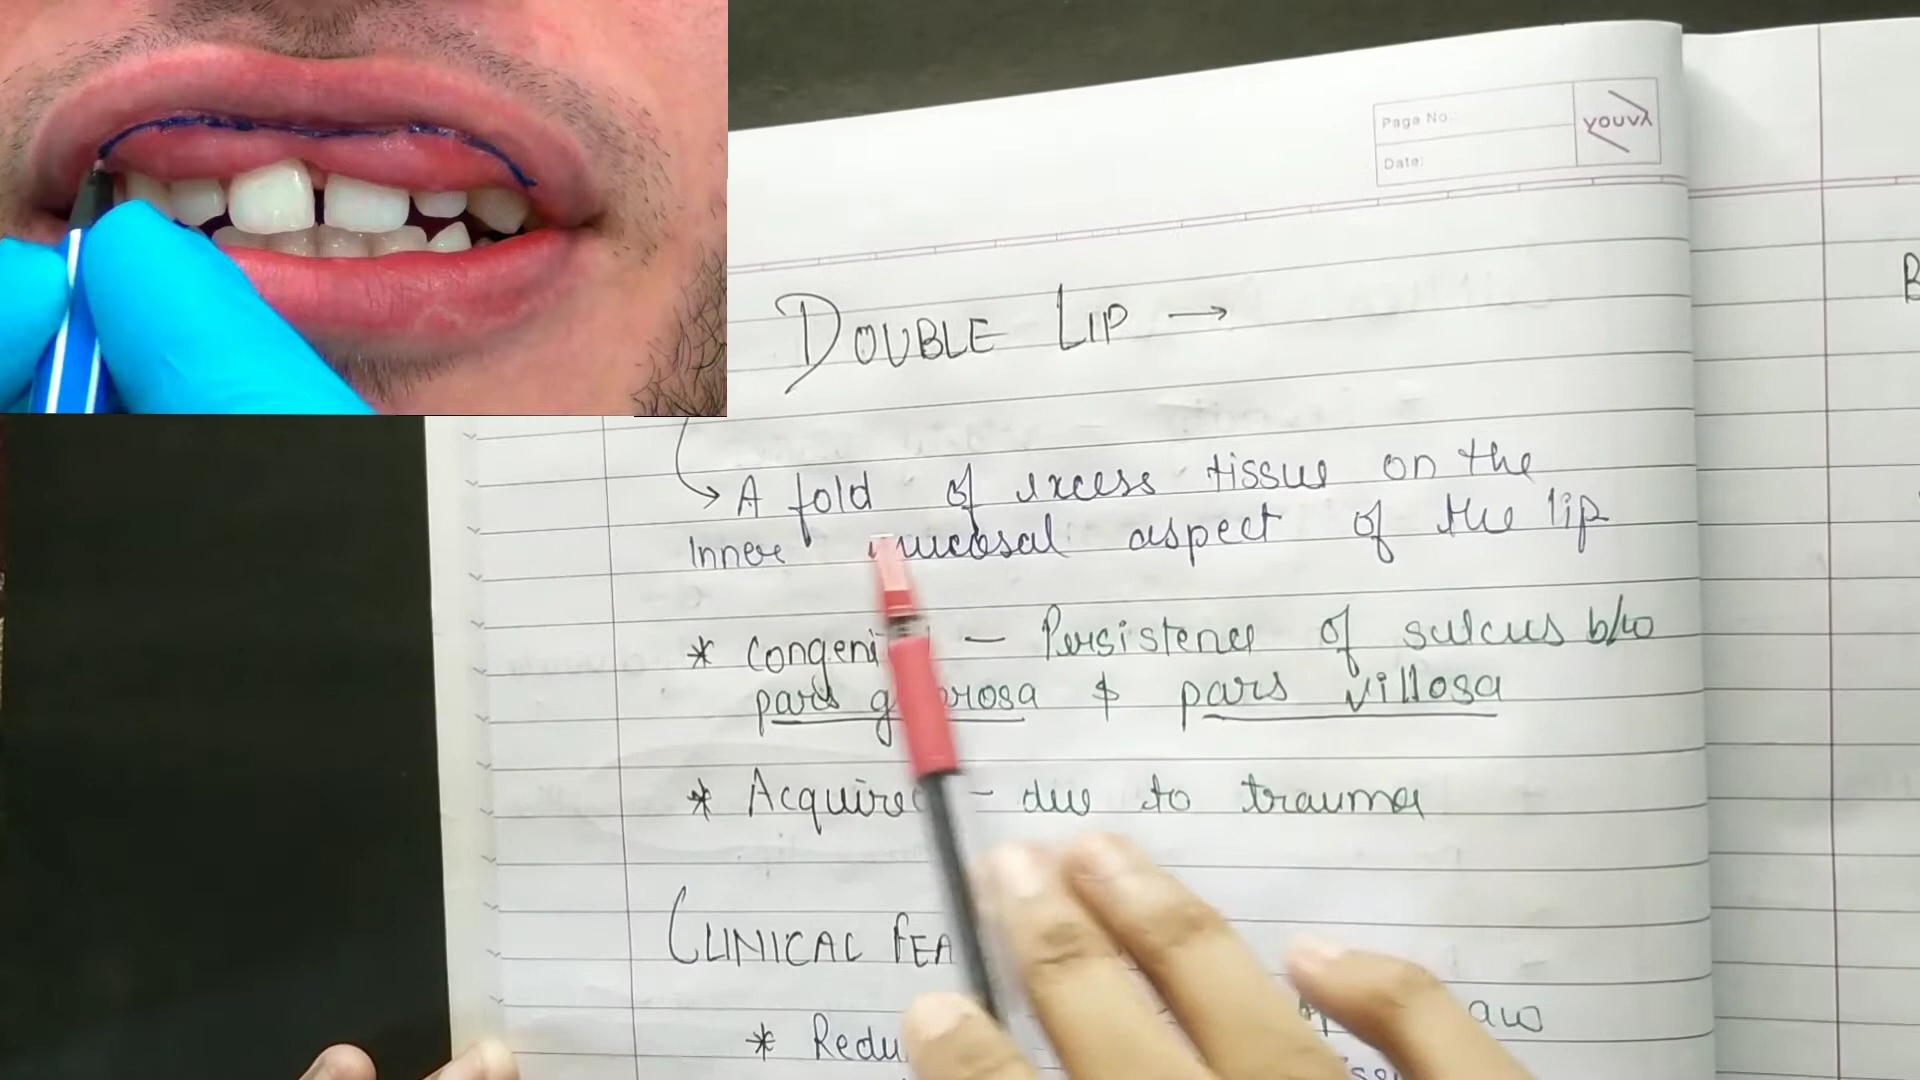 Page No.:
YOUVA
Date:
DOUBLE LIP →
→ A fold of excess tissue on the
inner mucosal aspect of the lip
* Congeni — Persistence of sulcus b/w
pars g rosa & pars villosa
* Acquired - due to trauma
CLINICAL FEA
* Redu
B